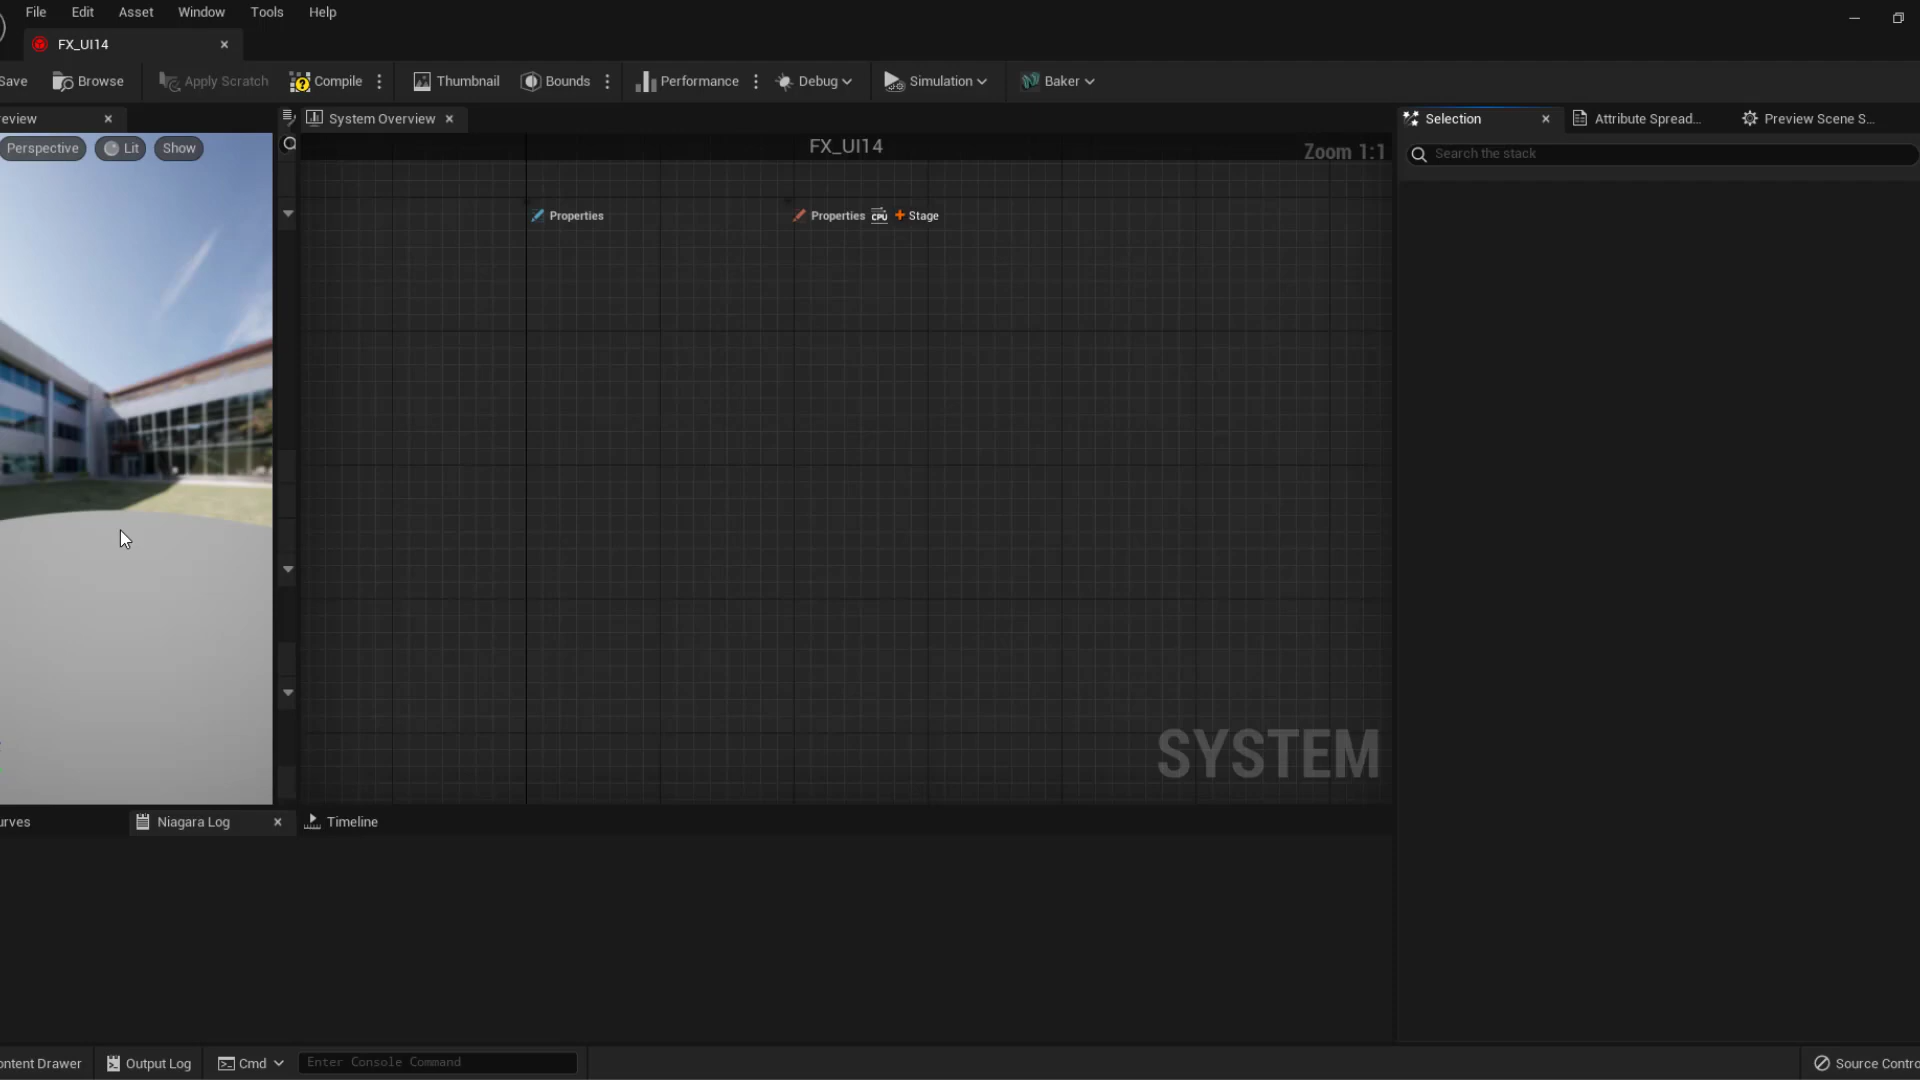 File Edit Asset Window Tools Help
FX_UI14
Save Browse Apply Scratch Compile Thumbnail Bounds Performance Debug Simulation Baker
review System Overview Selection Attribute Spread... Preview Scene S...
Perspective Lit Show
FX_UI14
Zoom 1:1
Search the stack
Properties
Properties CPU + Stage
SYSTEM
urves Niagara Log Timeline
ontent Drawer Output Log Cmd Enter Console Command Source Contro